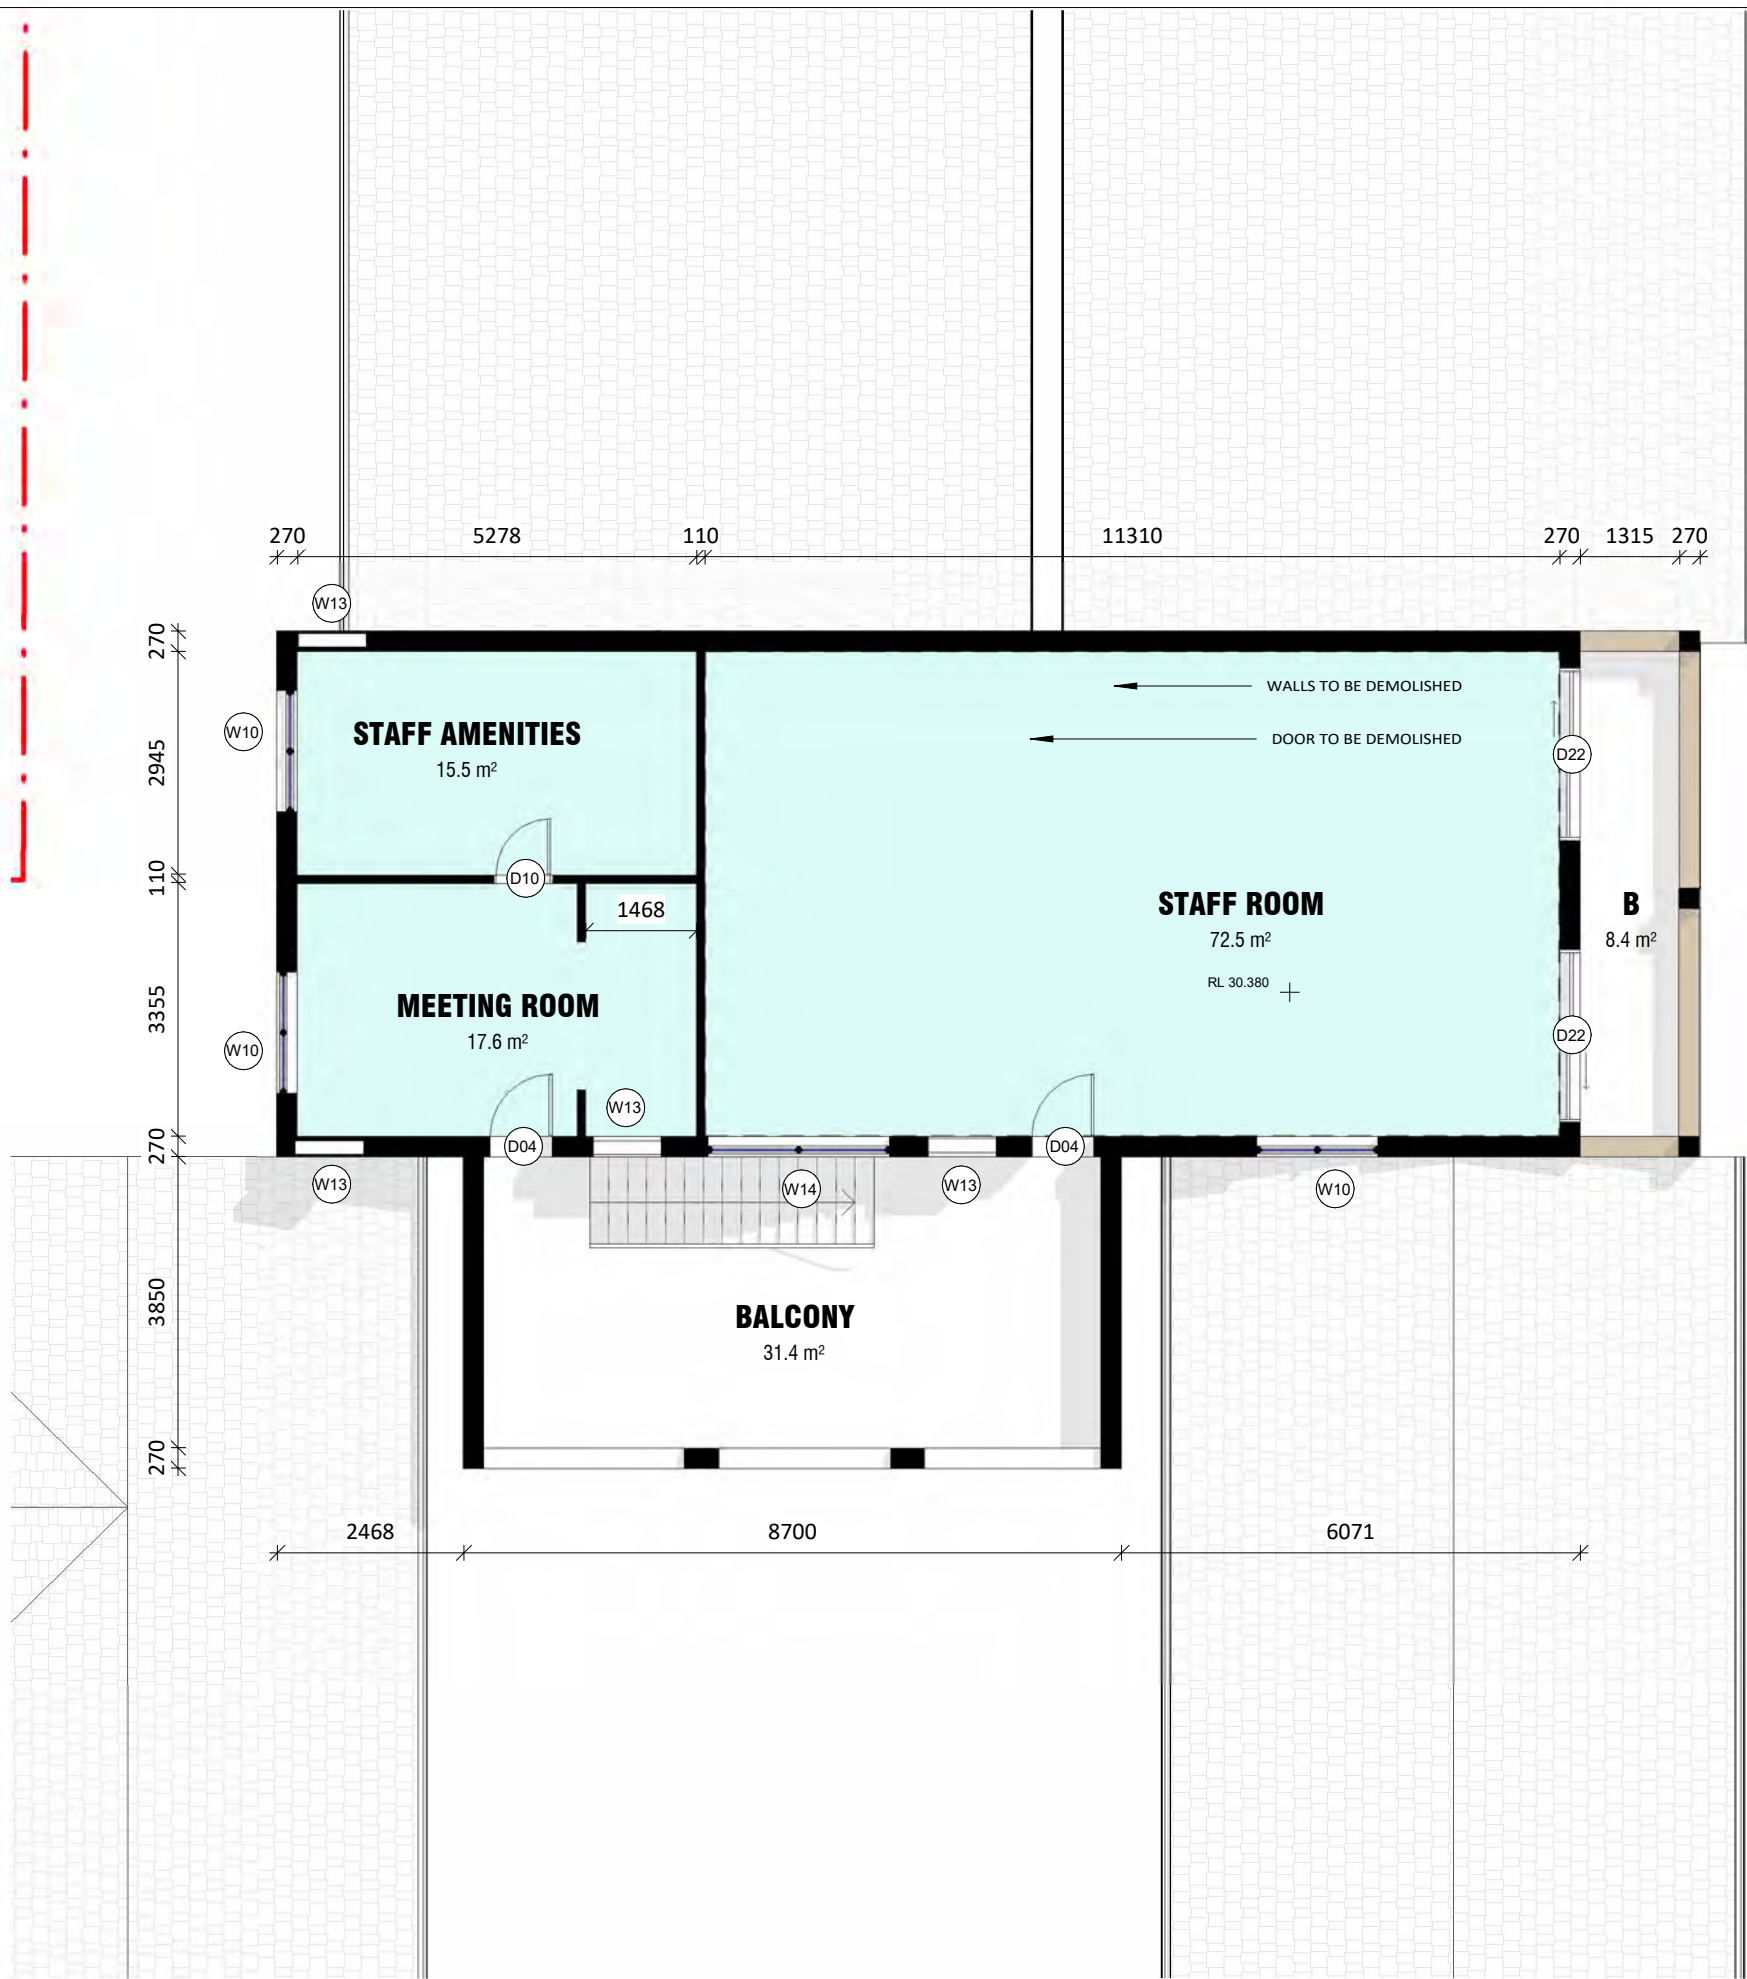 270 5278 110 11310 270 1315 270
W13
270
WALLS TO BE DEMOLISHED
W10
STAFF AMENITIES
DOOR TO BE DEMOLISHED
2945
15.5 m²
D22
110
D10
1468
STAFF ROOM
B
72.5 m²
8.4 m²
RL 30.380
3355
MEETING ROOM
17.6 m²
W10
D22
W13
270
D04
D04
W13
W14
W13
W10
3850
BALCONY
31.4 m²
270
2468 8700 6071